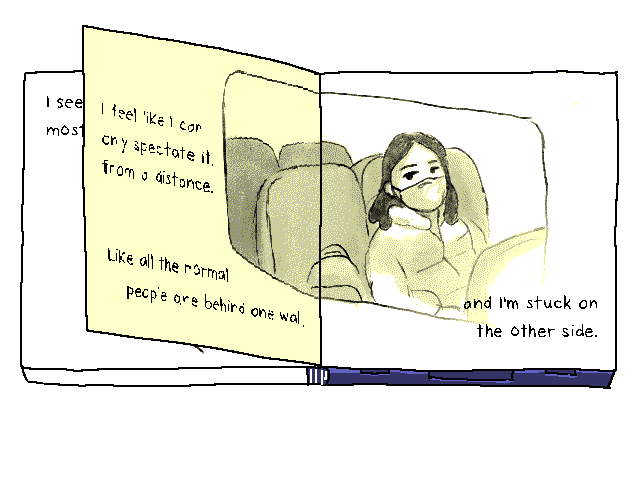 I see
most
I feel like I can
only spectate it.
from a distance.
Like all the normal
people are behind one wall,
and I'm stuck on
the other side.